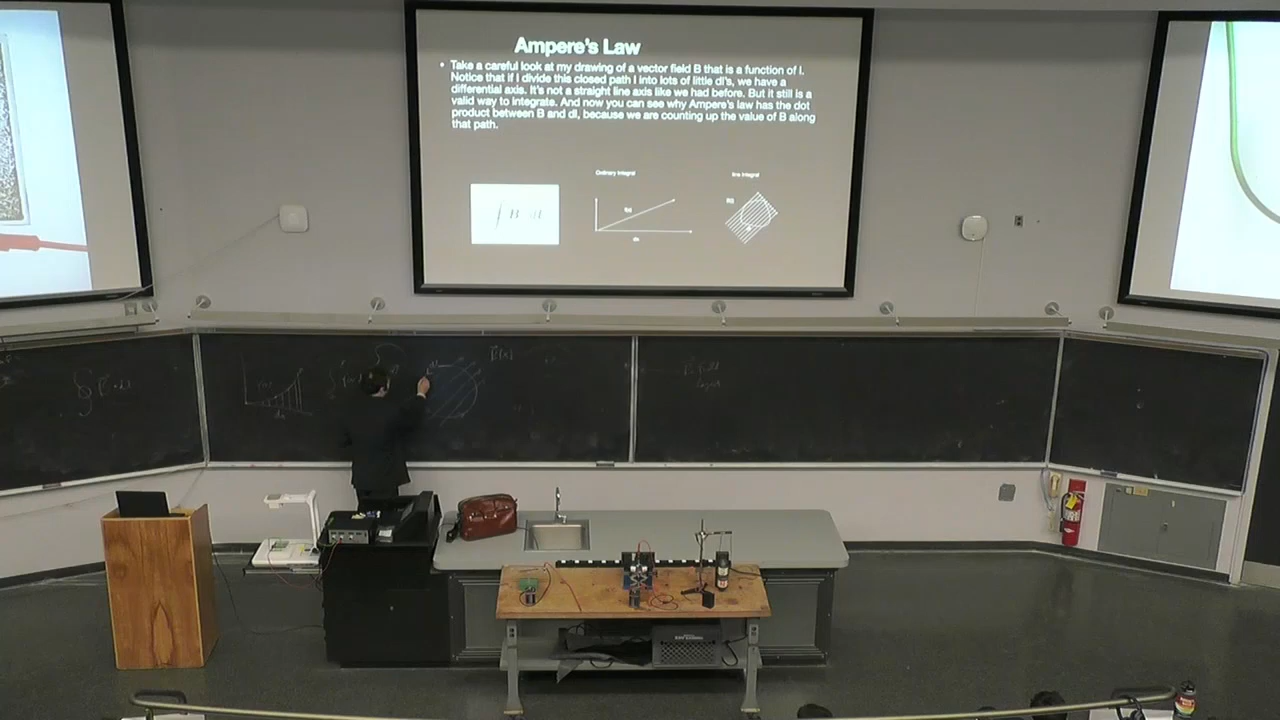 Ampere's Law
• Take a careful look at my drawing of a vector field B that is a function of l.
Notice that if I divide this closed path l into lots of little dl's, we have a
differential axis. It's not a straight line axis like we had before. But it still is a
valid way to integrate. And now you can see why Ampere's law has the dot
product between B and dl, because we are counting up the value of B along
that path.
Ordinary integral
line integral
f(x)
dx
B(l)
∫ B · dl
∮ B · dl
f(x)
dx